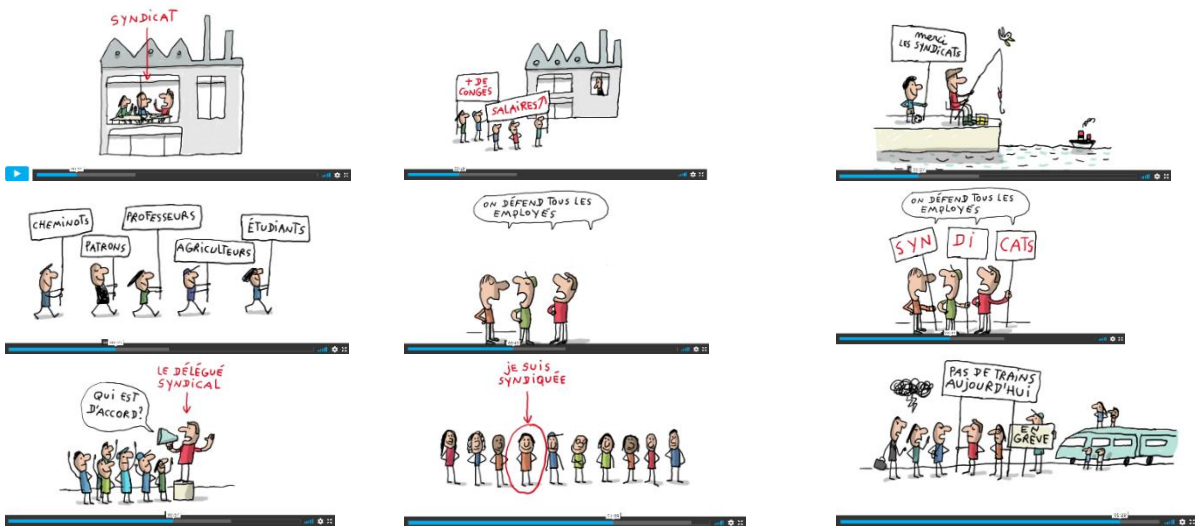 SYNDICAT
+ DE
CONGÉS
SALAIRES
merci
LES SYNDICATS
CHEMINOTS
PATRONS
PROFESSEURS
AGRICULTEURS
ÉTUDIANTS
ON DÉFEND TOUS LES
EMPLOYÉS
ON DÉFEND TOUS LES
EMPLOYÉS
SYN
DI
CATS
LE DÉLÉGUÉ
SYNDICAL
QUI EST
D'ACCORD?
je SUIS
SYNDIQUÉE
PAS DE TRAINS
AUJOURD'HUI
EN
GRÈVE